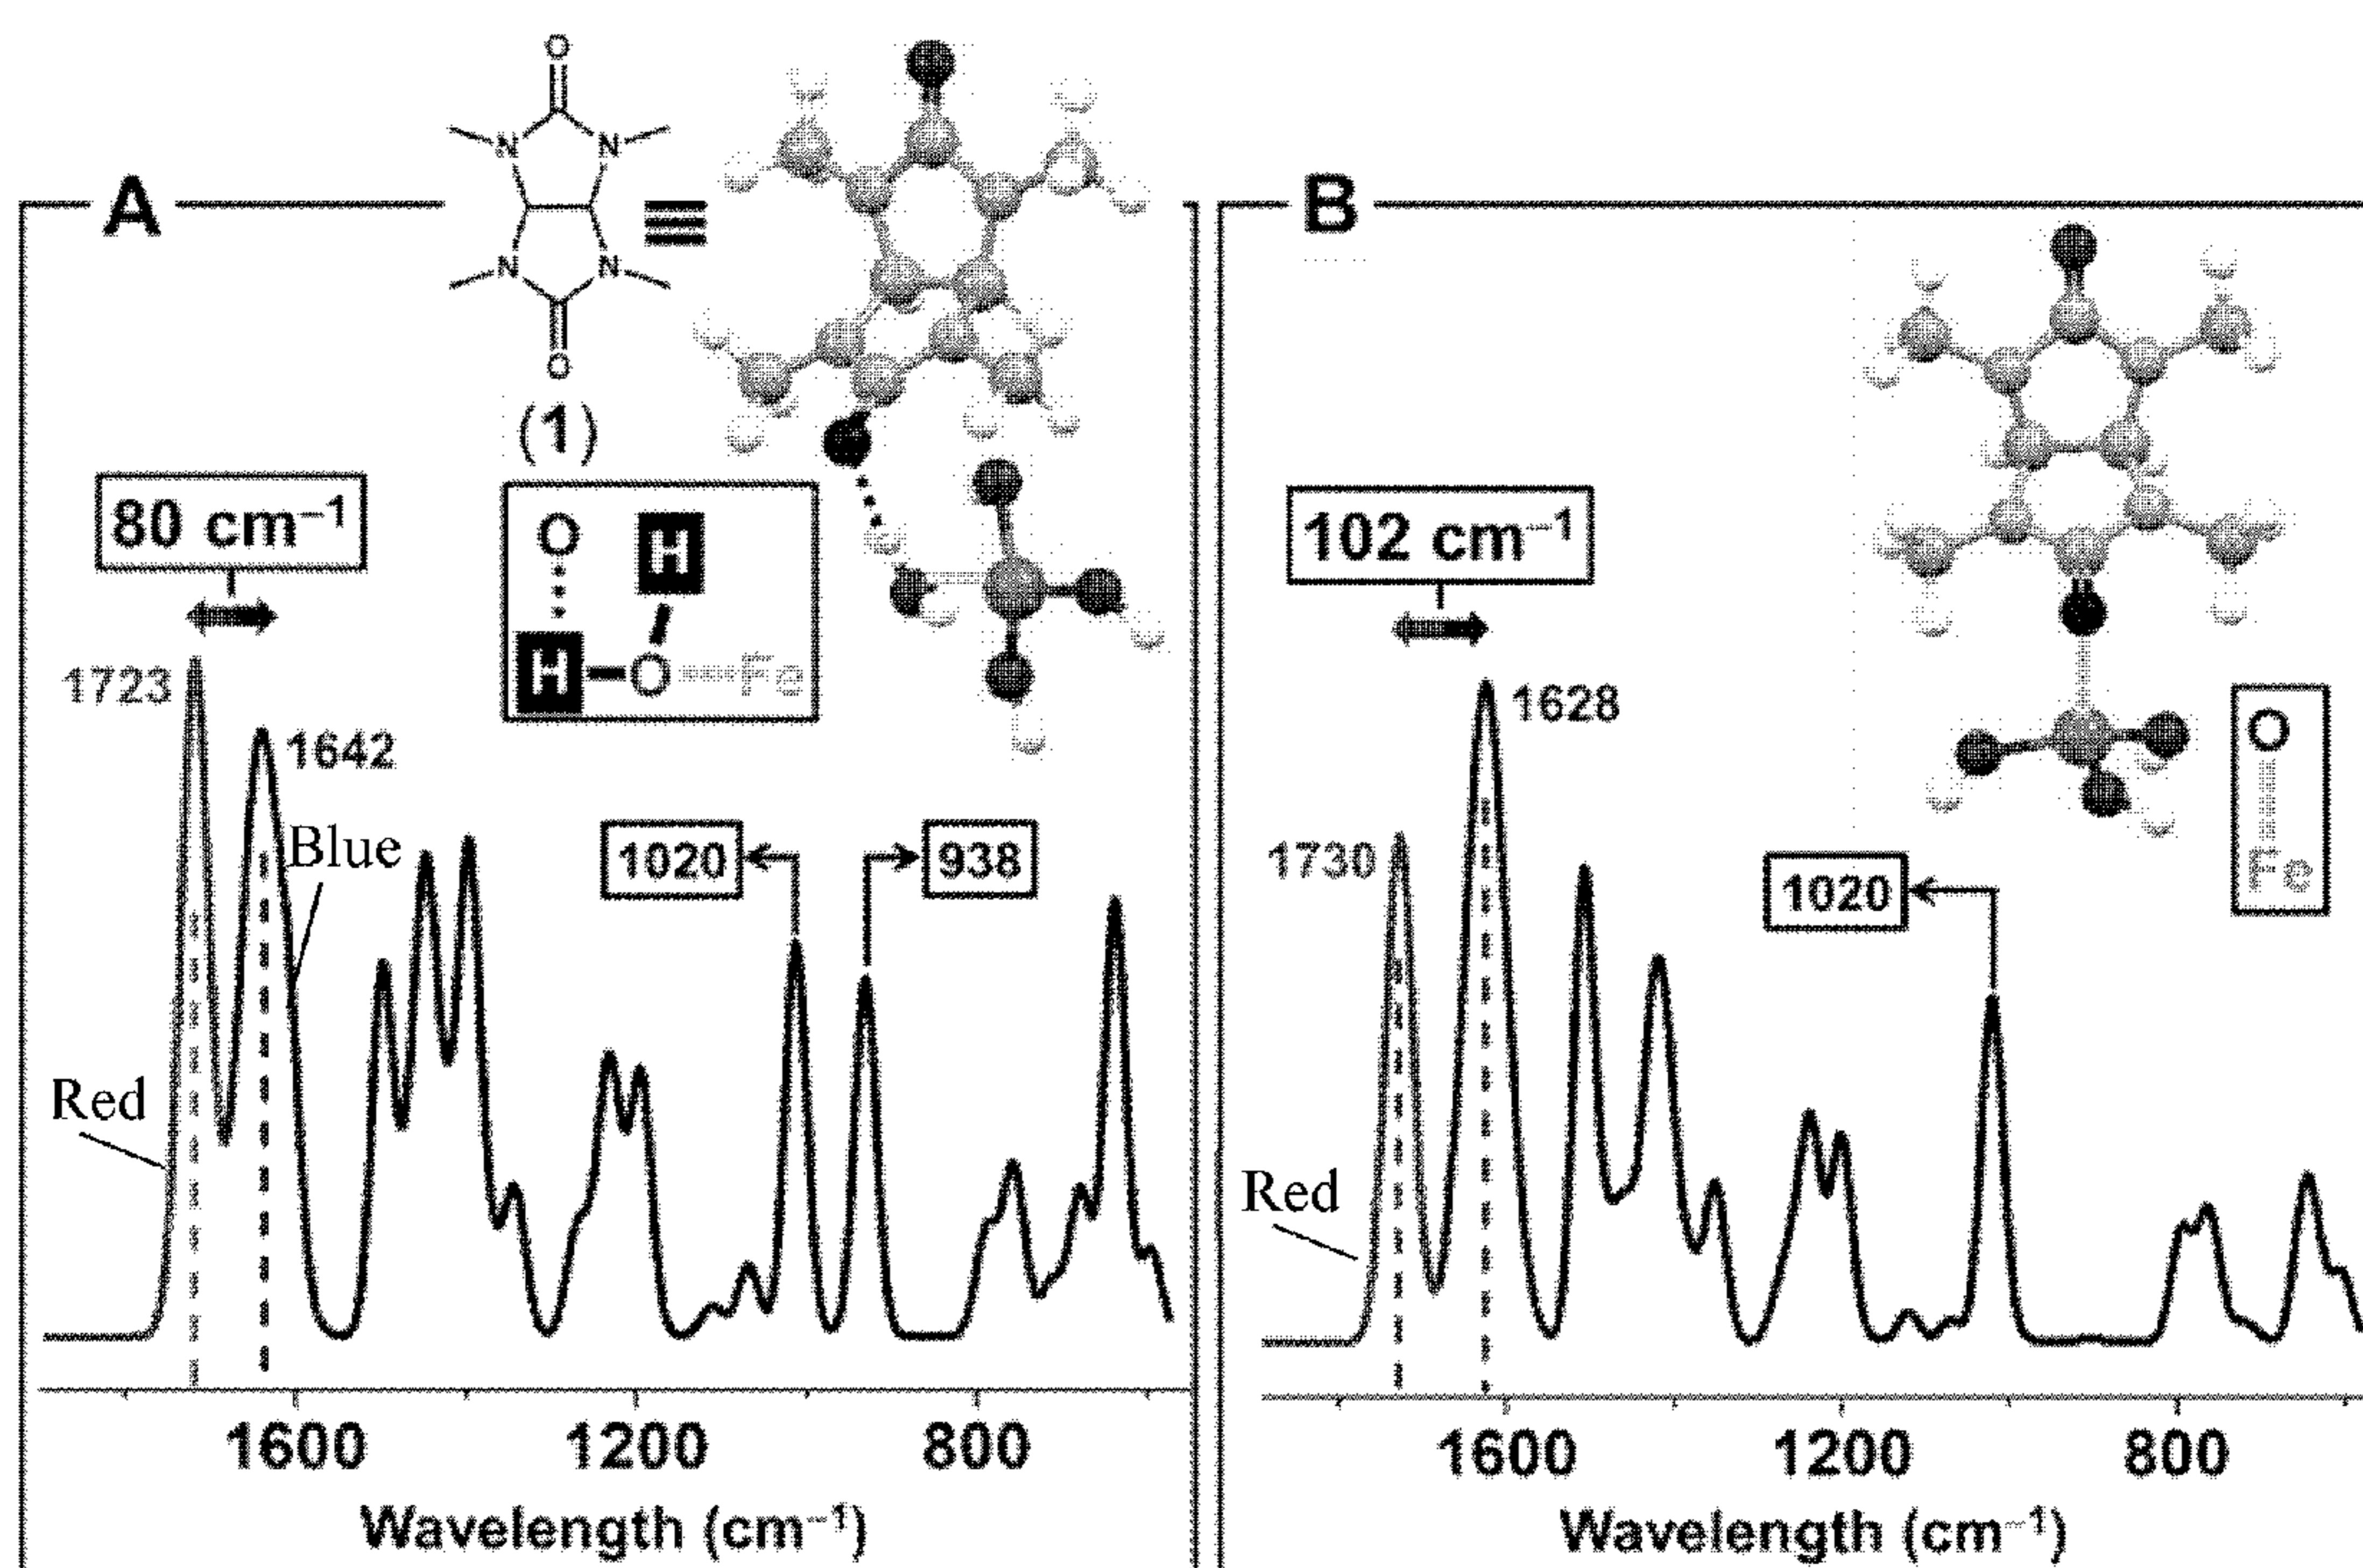 A
O
N
N
N
N
O
(1)
80 cm⁻¹
O
H
H
O
Fe
1723
1642
Blue
1020
938
Red
1600
1200
800
Wavelength (cm⁻¹)
B
102 cm⁻¹
1628
1730
1020
O
Fe
Red
1600
1200
800
Wavelength (cm⁻¹)